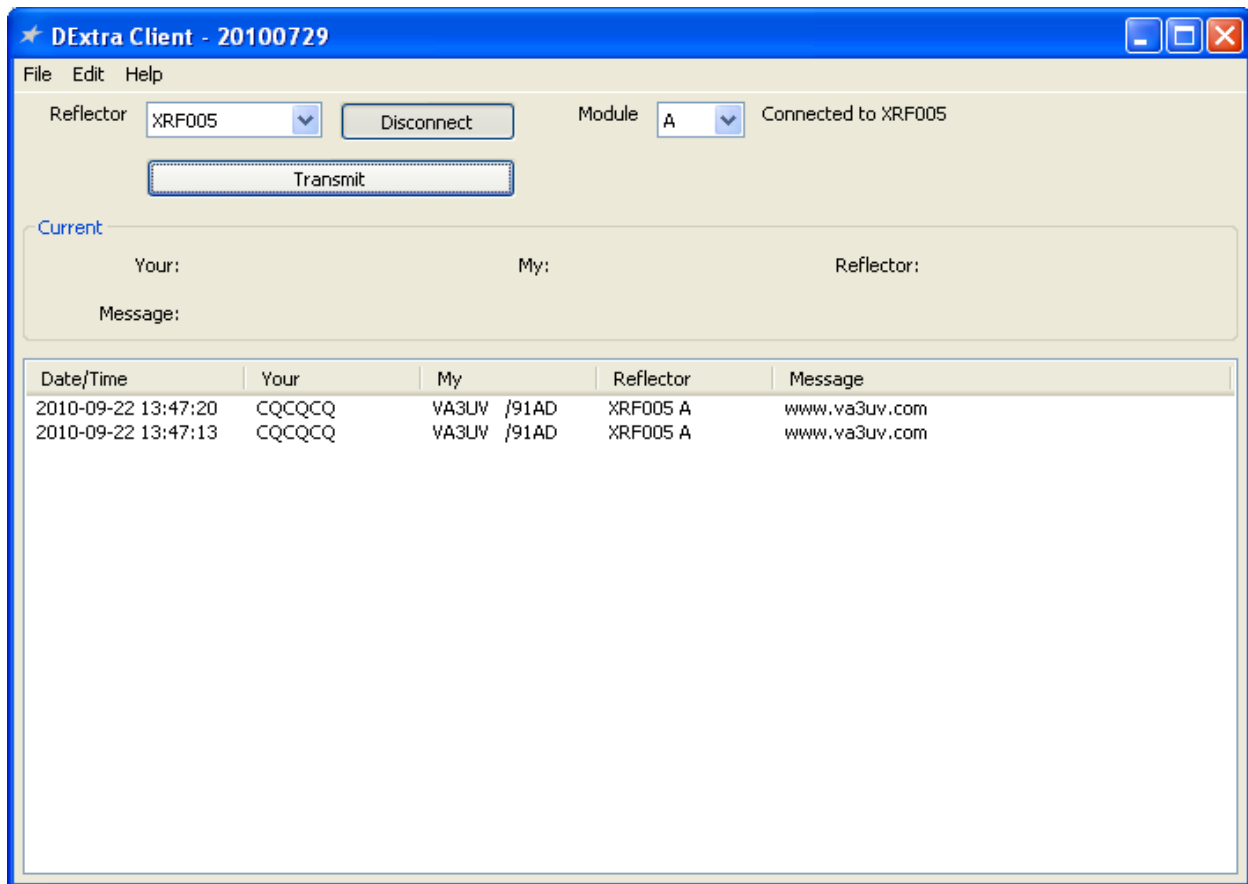 DExtra Client - 20100729
File Edit Help
Reflector XRF005 Disconnect Module A Connected to XRF005
Transmit
Current
Your: My: Reflector:
Message:
Date/Time Your My Reflector Message
2010-09-22 13:47:20 CQCQCQ VA3UV /91AD XRF005 A www.va3uv.com
2010-09-22 13:47:13 CQCQCQ VA3UV /91AD XRF005 A www.va3uv.com